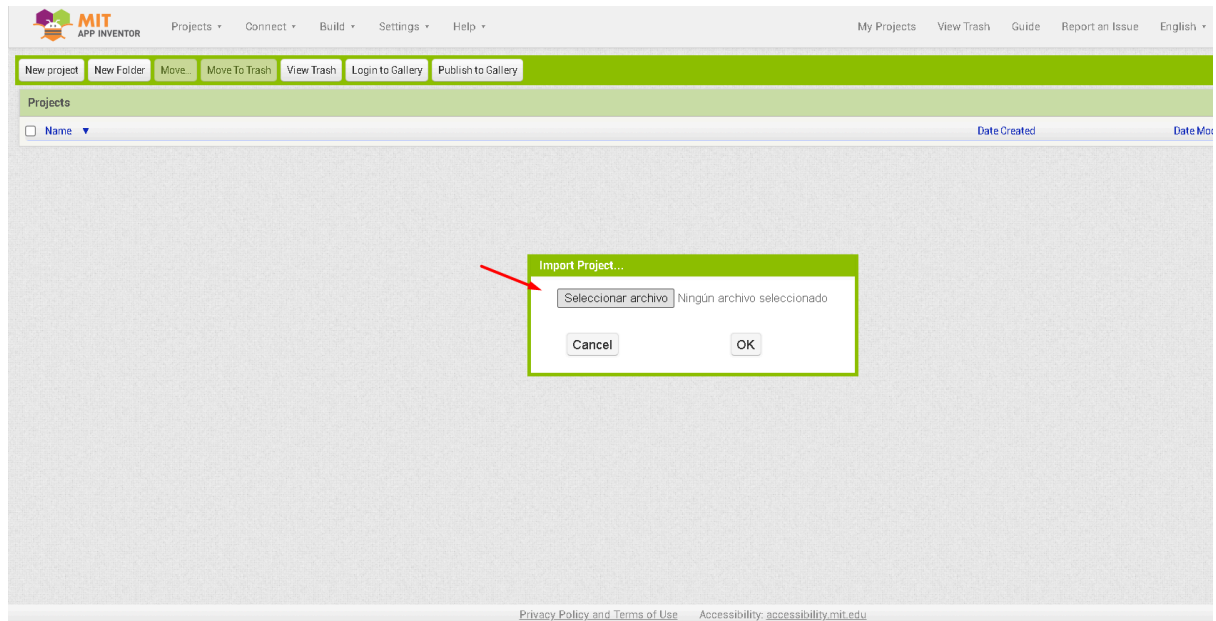 MIT
APP INVENTOR
Projects Connect Build Settings Help My Projects View Trash Guide Report an Issue English
New project New Folder Move... Move To Trash View Trash Login to Gallery Publish to Gallery
Projects
Name Date Created Date Mod
Import Project...
Seleccionar archivo Ningún archivo seleccionado
Cancel OK
Privacy Policy and Terms of Use Accessibility: accessibility.mit.edu